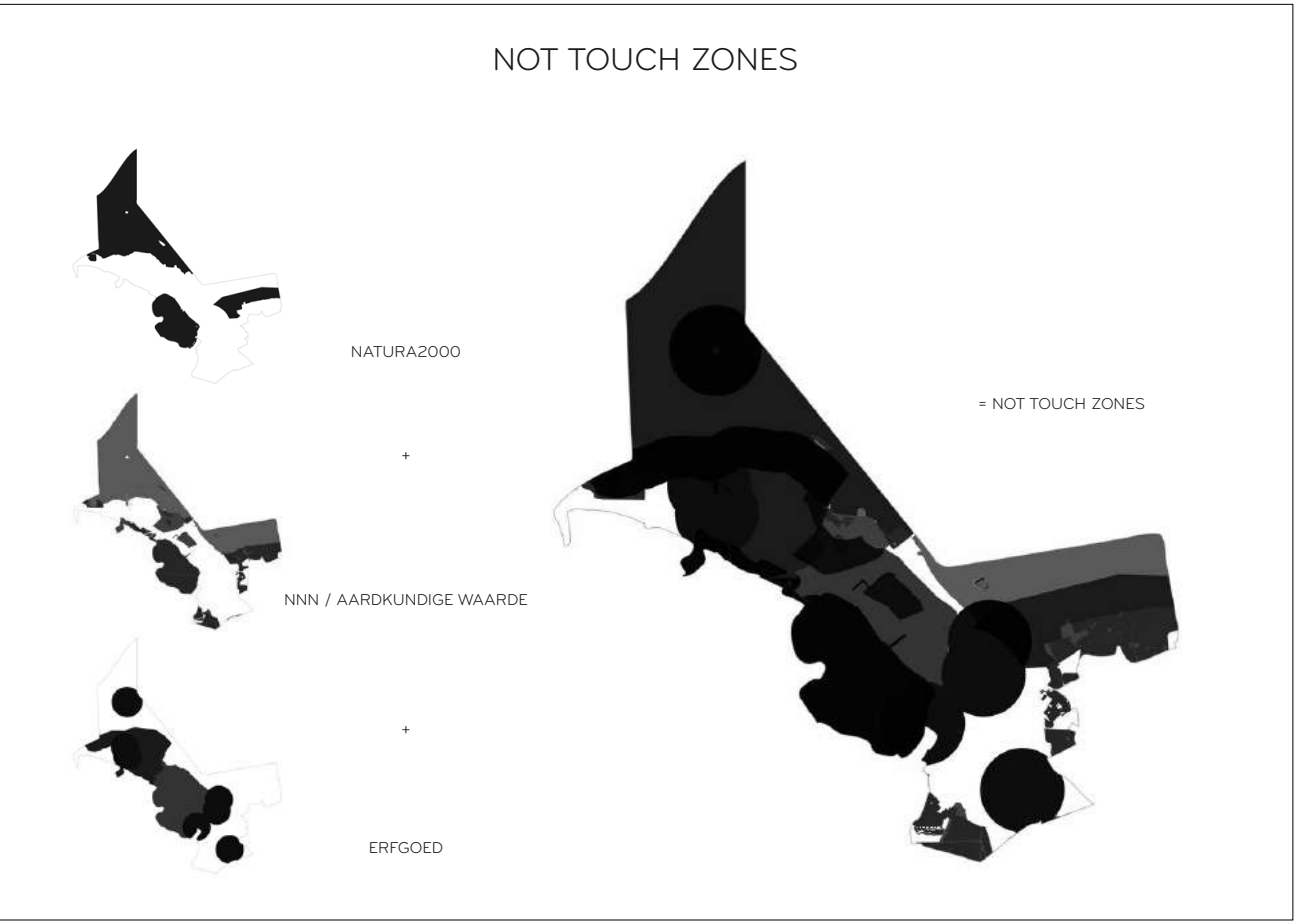 NOT TOUCH ZONES
NATURA2000
+
NNN / AARDKUNDIGE WAARDE
+
ERFGOED
= NOT TOUCH ZONES